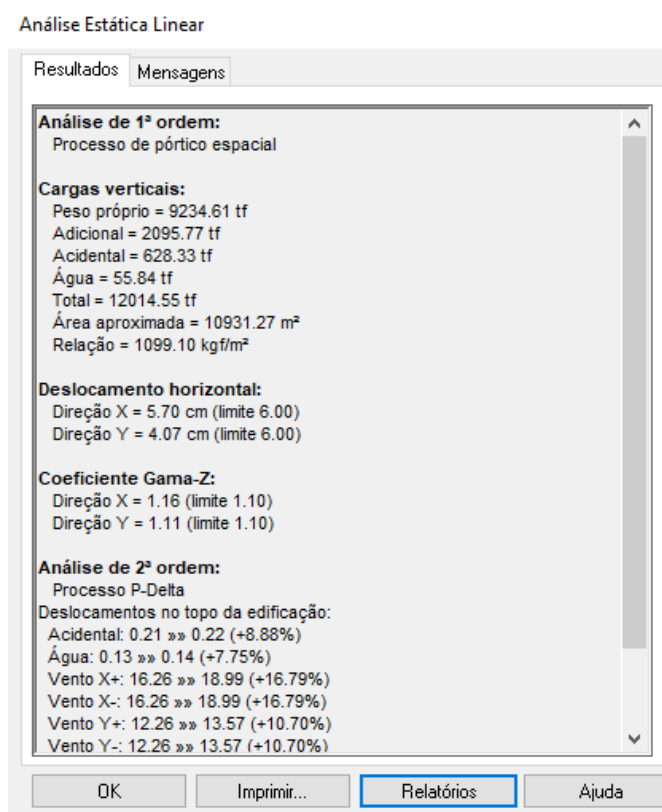 Análise Estática Linear
Resultados
Mensagens
Análise de 1ª ordem:
Processo de pórtico espacial
Cargas verticais:
Peso próprio = 9234.61 tf
Adicional = 2095.77 tf
Acidental = 628.33 tf
Água = 55.84 tf
Total = 12014.55 tf
Área aproximada = 10931.27 m²
Relação = 1099.10 kgf/m²
Deslocamento horizontal:
Direção X = 5.70 cm (limite 6.00)
Direção Y = 4.07 cm (limite 6.00)
Coeficiente Gama-Z:
Direção X = 1.16 (limite 1.10)
Direção Y = 1.11 (limite 1.10)
Análise de 2ª ordem:
Processo P-Delta
Deslocamentos no topo da edificação:
Acidental: 0.21 »» 0.22 (+8.88%)
Água: 0.13 »» 0.14 (+7.75%)
Vento X+: 16.26 »» 18.99 (+16.79%)
Vento X-: 16.26 »» 18.99 (+16.79%)
Vento Y+: 12.26 »» 13.57 (+10.70%)
Vento Y-: 12.26 »» 13.57 (+10.70%)
OK
Imprimir...
Relatórios
Ajuda